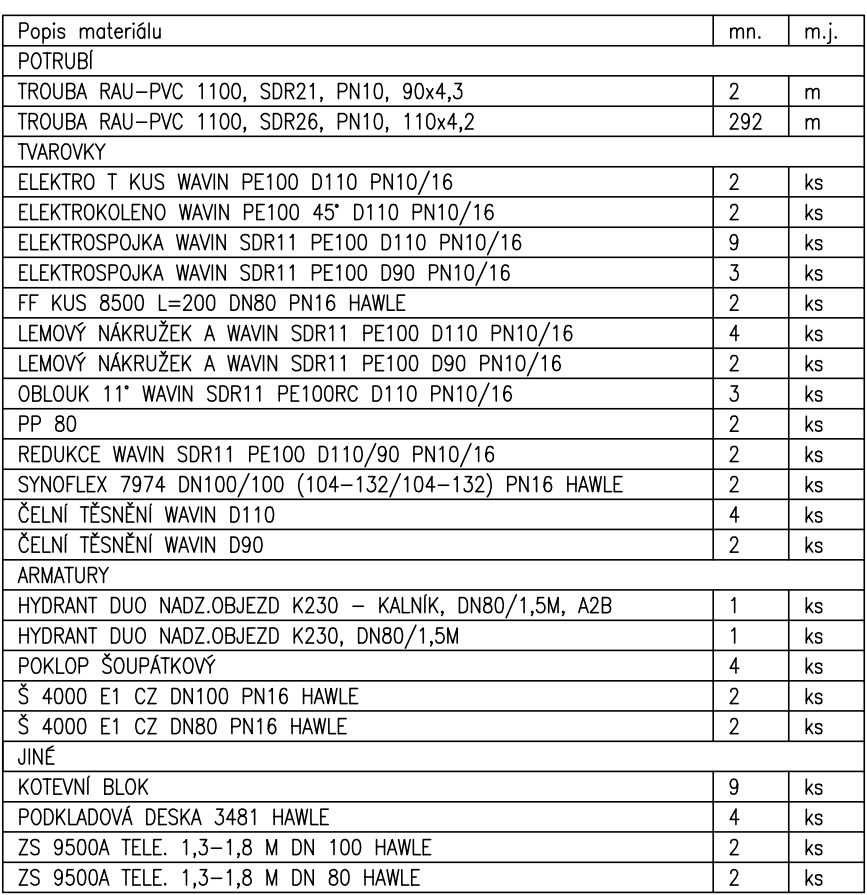 Popis materiálu mn. m.j.
POTRUBÍ
TROUBA RAU-PVC 1100, SDR21, PN10, 90x4,3 2 m
TROUBA RAU-PVC 1100, SDR26, PN10, 110x4,2 292 m
TVAROVKY
ELEKTRO T KUS WAVIN PE100 D110 PN10/16 2 ks
ELEKTROKOLENO WAVIN PE100 45° D110 PN10/16 2 ks
ELEKTROSPOJKA WAVIN SDR11 PE100 D110 PN10/16 9 ks
ELEKTROSPOJKA WAVIN SDR11 PE100 D90 PN10/16 3 ks
FF KUS 8500 L=200 DN80 PN16 HAWLE 2 ks
LEMOVÝ NÁKRUŽEK A WAVIN SDR11 PE100 D110 PN10/16 4 ks
LEMOVÝ NÁKRUŽEK A WAVIN SDR11 PE100 D90 PN10/16 2 ks
OBLOUK 11° WAVIN SDR11 PE100RC D110 PN10/16 3 ks
PP 80 2 ks
REDUKCE WAVIN SDR11 PE100 D110/90 PN10/16 2 ks
SYNOFLEX 7974 DN100/100 (104-132/104-132) PN16 HAWLE 2 ks
ČELNÍ TĚSNĚNÍ WAVIN D110 4 ks
ČELNÍ TĚSNĚNÍ WAVIN D90 2 ks
ARMATURY
HYDRANT DUO NADZ.OBJEZD K230 - KALNÍK, DN80/1,5M, A2B 1 ks
HYDRANT DUO NADZ.OBJEZD K230, DN80/1,5M 1 ks
POKLOP ŠOUPÁTKOVÝ 4 ks
Š 4000 E1 CZ DN100 PN16 HAWLE 2 ks
Š 4000 E1 CZ DN80 PN16 HAWLE 2 ks
JINÉ
KOTEVNÍ BLOK 9 ks
PODKLADOVÁ DESKA 3481 HAWLE 4 ks
ZS 9500A TELE. 1,3-1,8 M DN 100 HAWLE 2 ks
ZS 9500A TELE. 1,3-1,8 M DN 80 HAWLE 2 ks